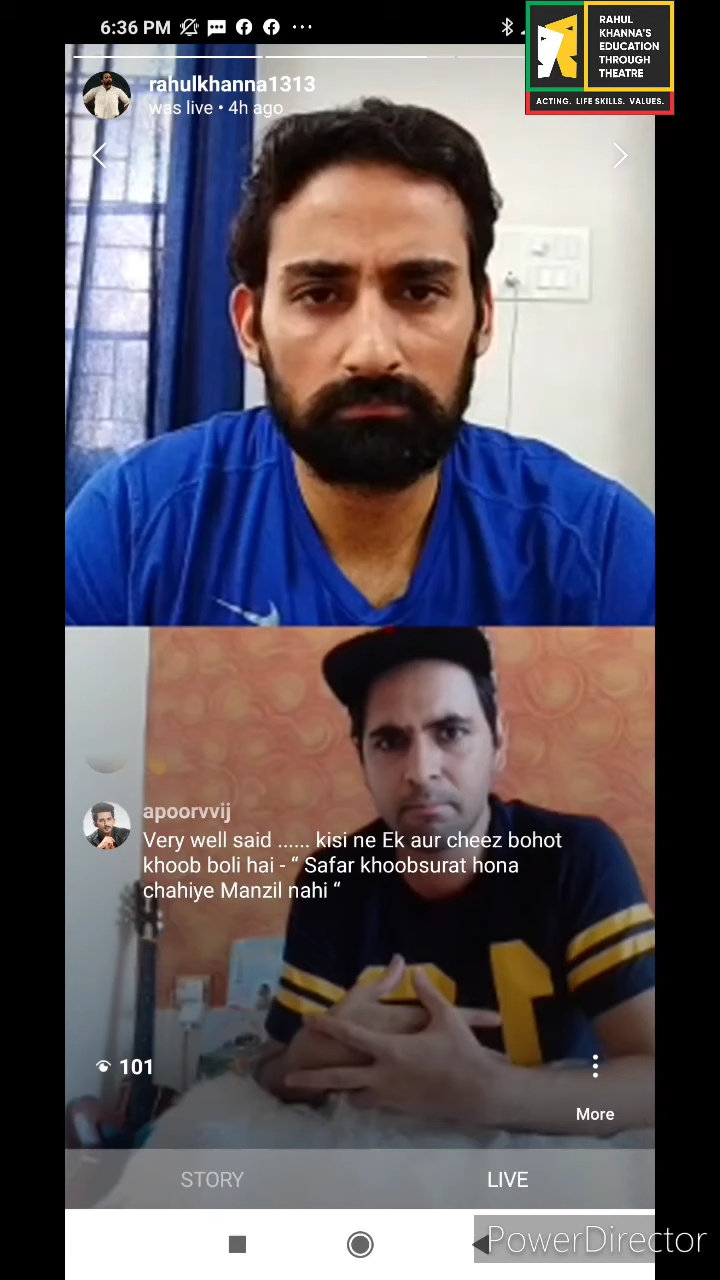 6:36 PM
RAHUL
KHANNA'S
EDUCATION
THROUGH
THEATRE
ACTING. LIFE SKILLS. VALUES.
rahulkhanna1313
was live • 4h ago
apoorvvij
Very well said ...... kisi ne Ek aur cheez bohot
khoob boli hai - “ Safar khoobsurat hona
chahiye Manzil nahi “
101
More
STORY
LIVE
PowerDirector